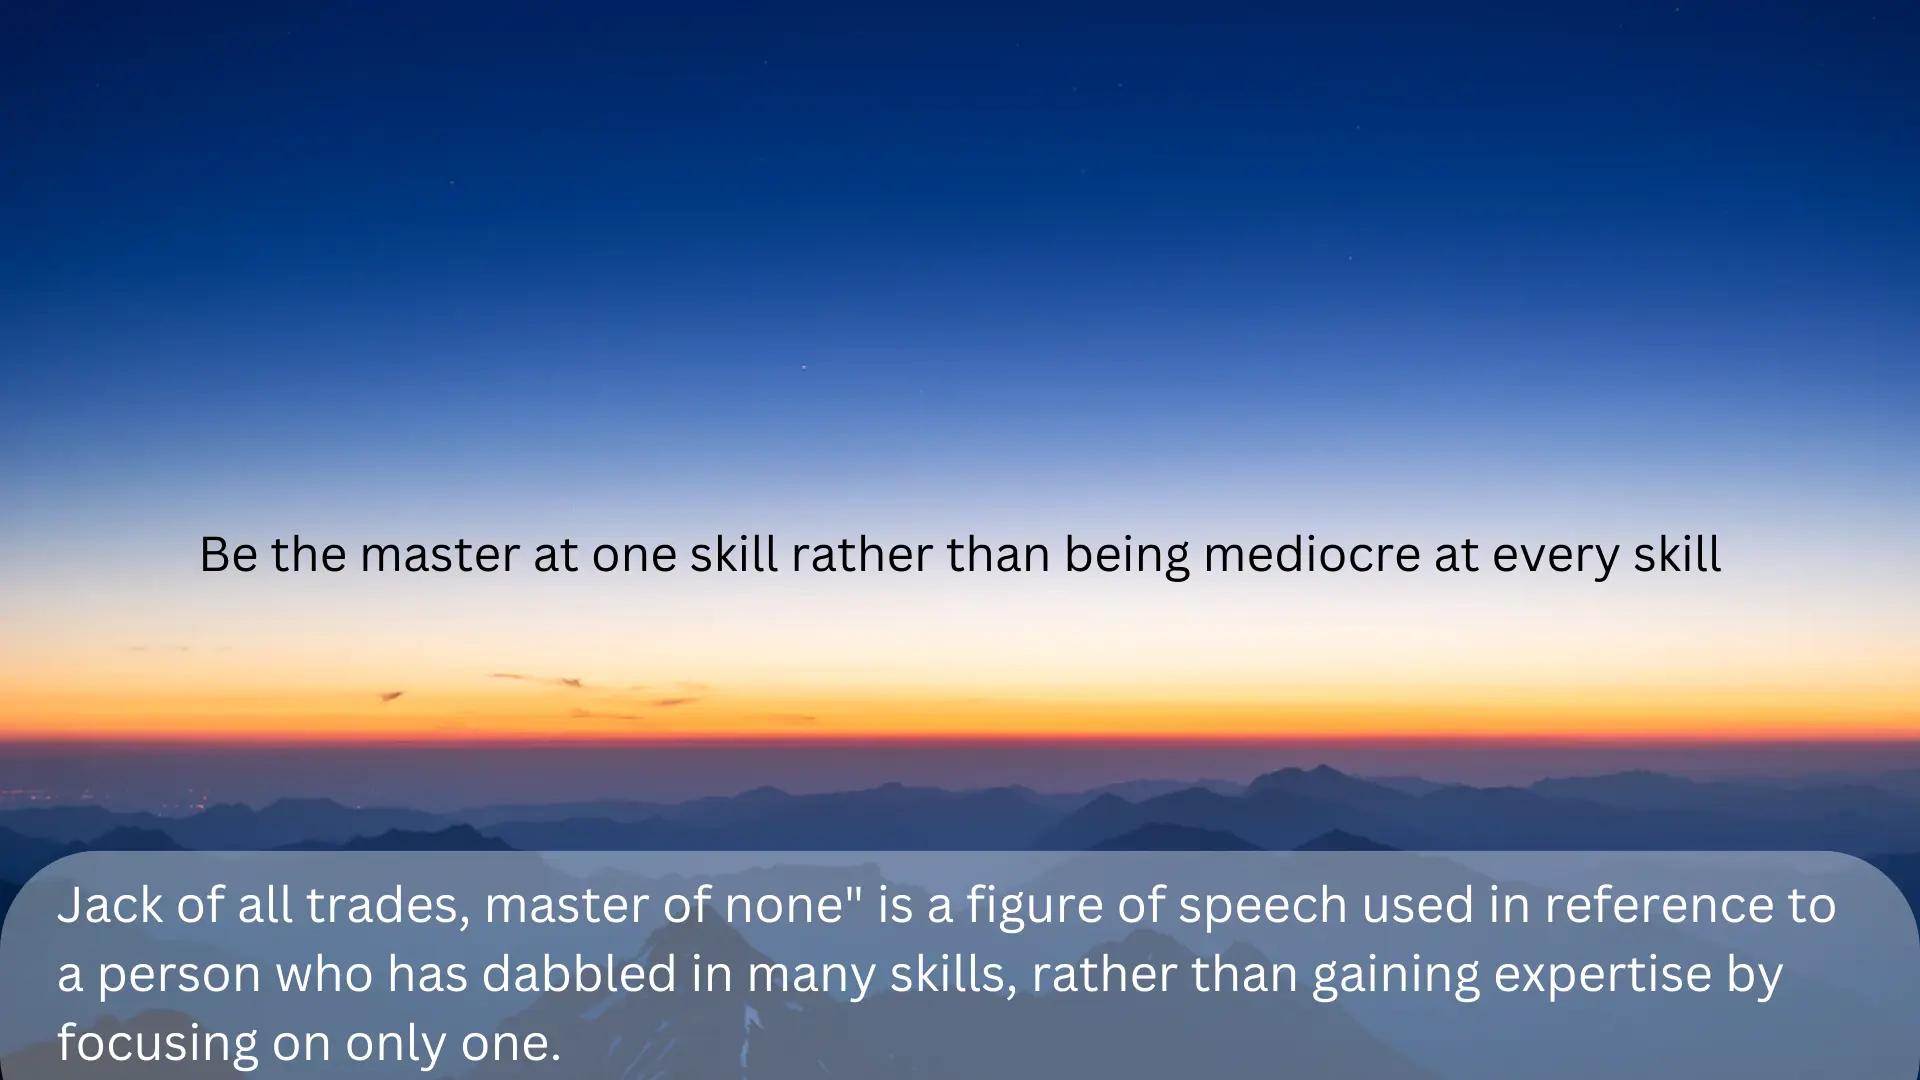 Be the master at one skill rather than being mediocre at every skill
Jack of all trades, master of none" is a figure of speech used in reference to
a person who has dabbled in many skills, rather than gaining expertise by
focusing on only one.